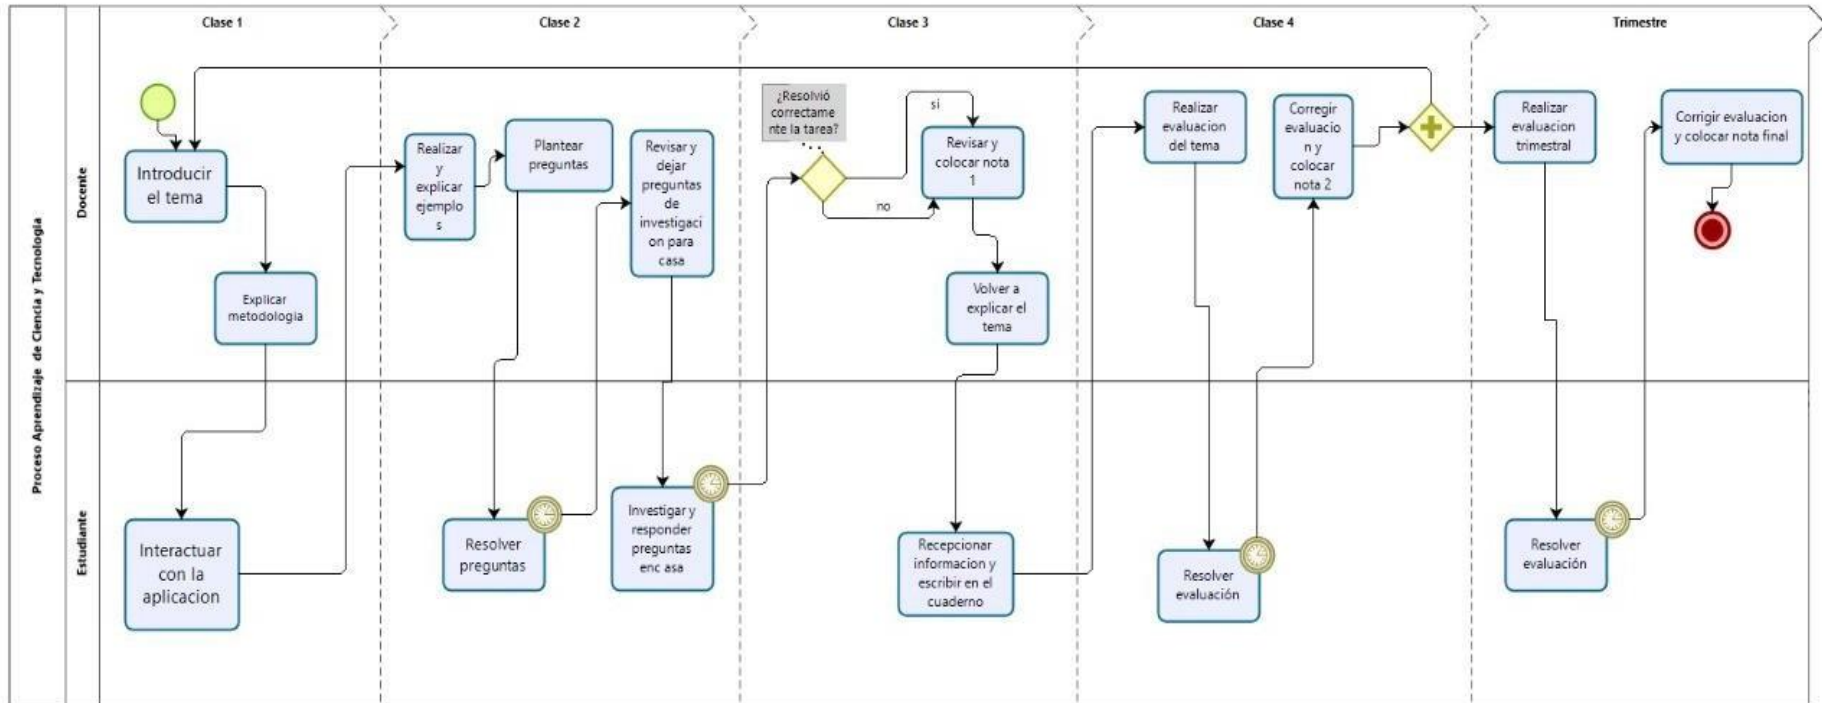 Clase 1
Clase 2
Clase 3
Clase 4
Trimestre
Proceso Aprendizaje de Ciencia y Tecnologia
Docente
Introducir
el tema
Explicar
metodologia
Realizar
y
explicar
ejemplo
s
Plantear
preguntas
Revisar y
dejar
preguntas
de
investigaci
on para
casa
¿Resolvió
correctame
nte la tarea?
si
no
Revisar y
colocar nota
1
Volver a
explicar el
tema
Realizar
evaluacion
del tema
Corregir
evaluacio
n y
colocar
nota 2
Realizar
evaluacion
trimestral
Corrigir evaluacion
y colocar nota final
Estudiante
Interactuar
con la
aplicacion
Resolver
preguntas
Investigar y
responder
preguntas
enc asa
Recepcionar
informacion y
escribir en el
cuaderno
Resolver
evaluación
Resolver
evaluación